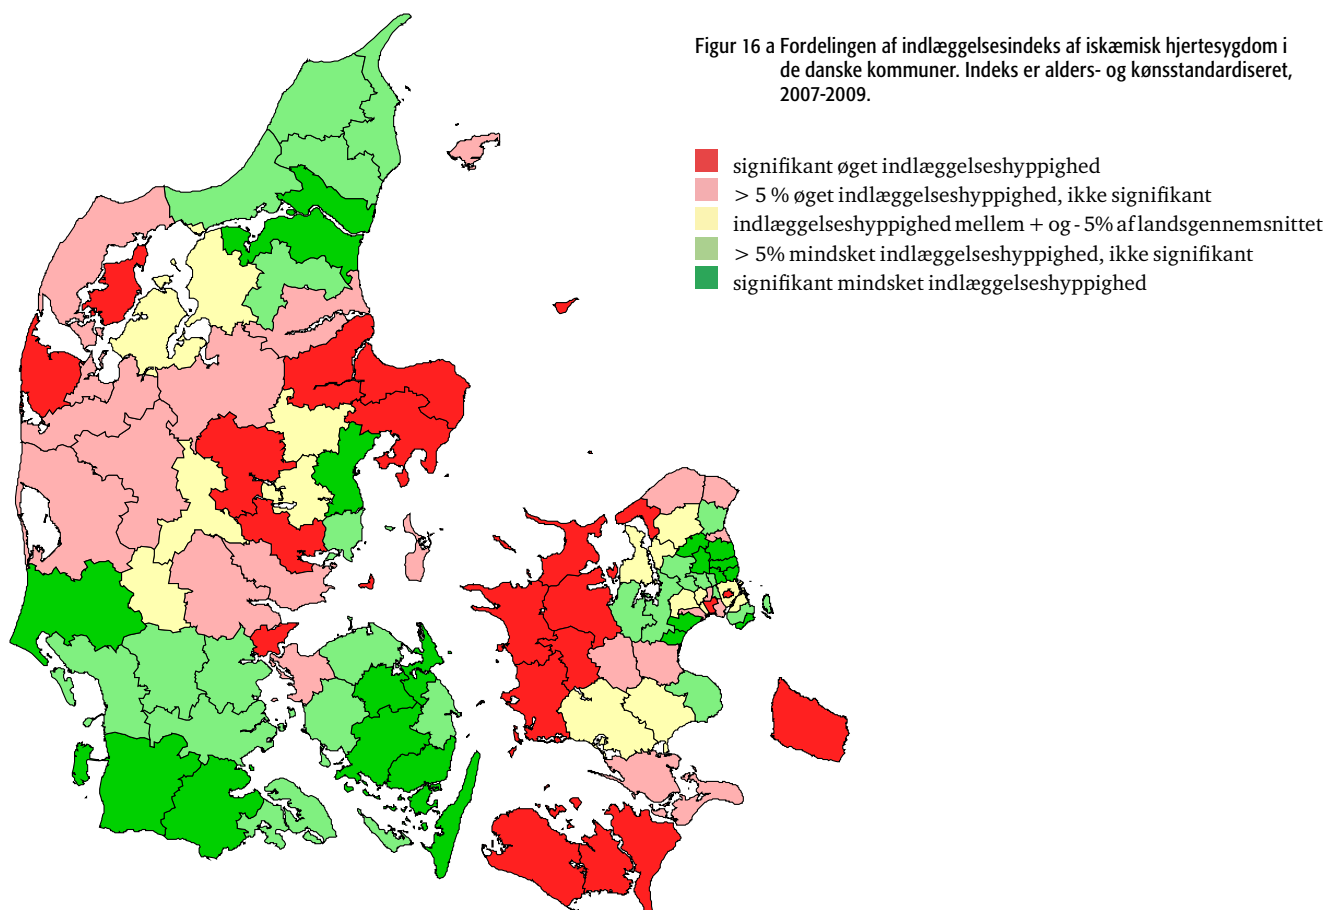 Figur 16 a Fordelingen af indlæggelsesindeks af iskæmisk hjertesygdom i
de danske kommuner. Indeks er alders- og kønsstandardiseret,
2007-2009.
signifikant øget indlæggelseshyppighed
> 5 % øget indlæggelseshyppighed, ikke signifikant
indlæggelseshyppighed mellem + og - 5% af landsgennemsnittet
> 5% mindsket indlæggelseshyppighed, ikke signifikant
signifikant mindsket indlæggelseshyppighed